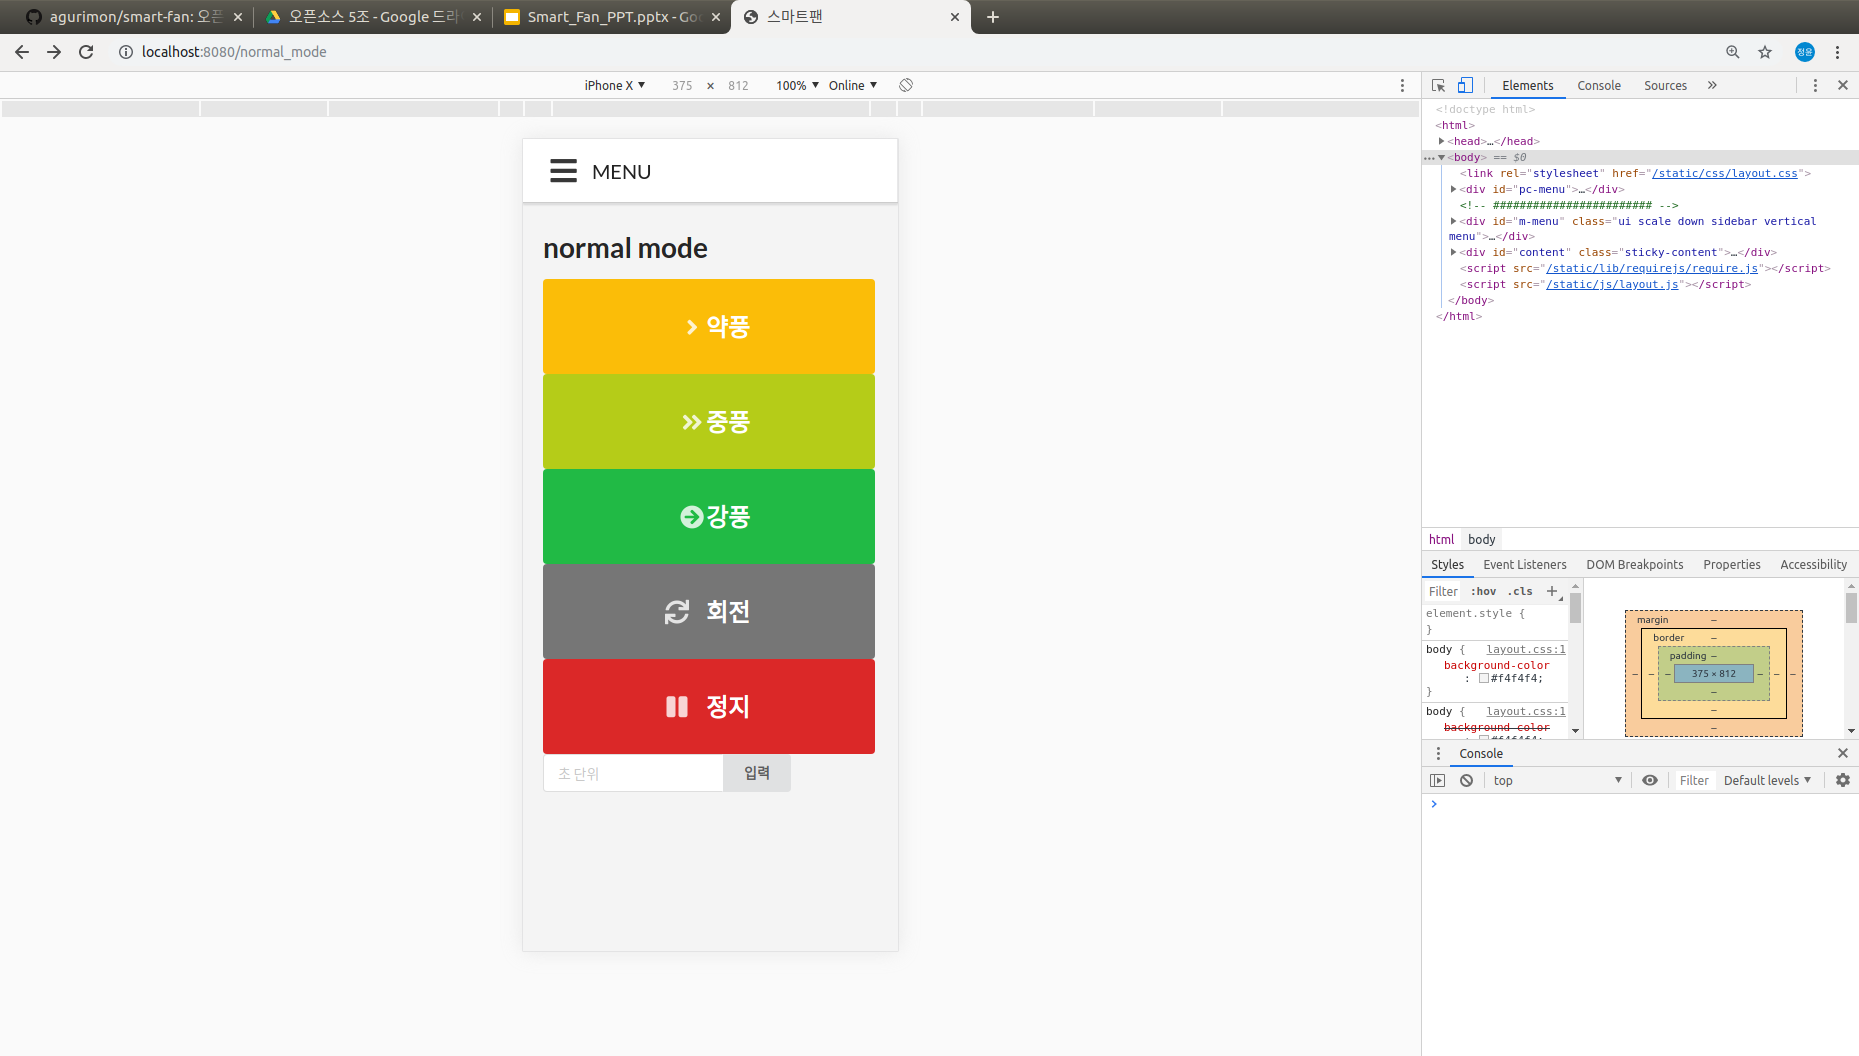 agurimon/smart-fan: 오픈
오픈소스 5조 - Google 드라
Smart_Fan_PPT.pptx - Go
스마트팬
localhost:8080/normal_mode
정윤
iPhone X ▼ 375 × 812 100% ▼ Online ▼
Elements Console Sources »
<!doctype html>
<html>
<head>…</head>
<body> == $0
<link rel="stylesheet" href="/static/css/layout.css">
<div id="pc-menu">…</div>
<!-- ######################## -->
<div id="m-menu" class="ui scale down sidebar vertical
menu">…</div>
<div id="content" class="sticky-content">…</div>
<script src="/static/lib/requirejs/require.js"></script>
<script src="/static/js/layout.js"></script>
</body>
</html>
MENU
normal mode
약풍
중풍
강풍
회전
정지
초 단위 입력
html body
Styles Event Listeners DOM Breakpoints Properties Accessibility
Filter :hov .cls +
element.style {
}
body { layout.css:1
background-color
: #f4f4f4;
}
body { layout.css:1
background-color
: #f4f4f4;
margin –
border –
padding –
– – – 375 × 812 – – –
–
–
–
Console
top ▼ Filter Default levels ▼